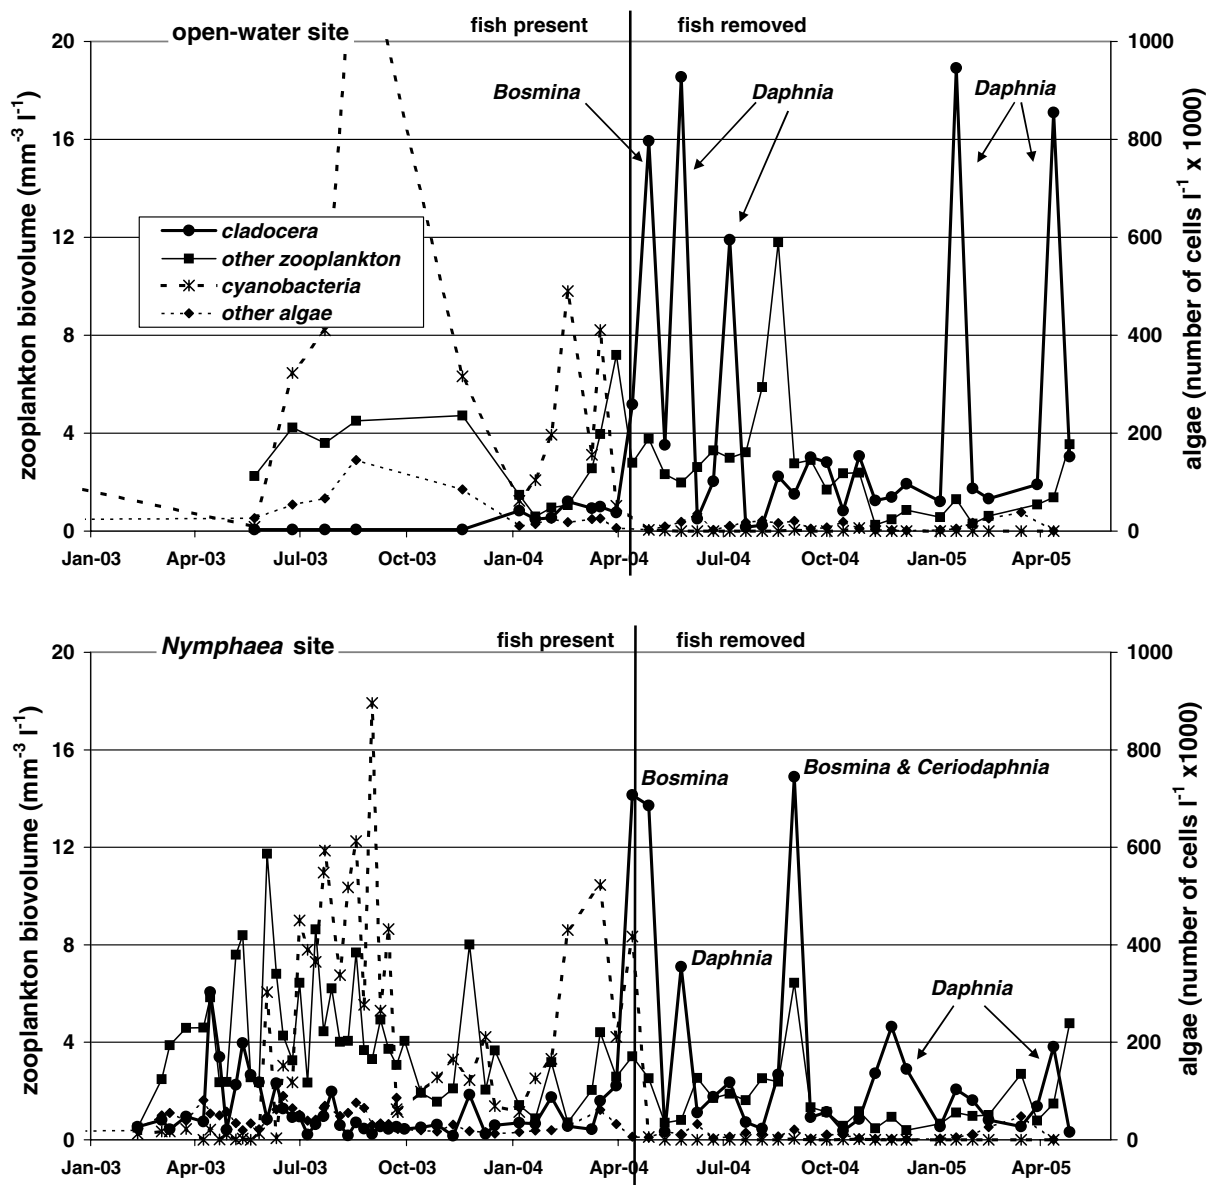 open-water site
fish present
fish removed
20
16
12
8
4
0
1000
800
600
400
200
0
zooplankton biovolume (mm-3 l-1)
algae (number of cells l-1 x 1000)
Bosmina
Daphnia
Daphnia
cladocera
other zooplankton
cyanobacteria
other algae
Jan-03 Apr-03 Jul-03 Oct-03 Jan-04 Apr-04 Jul-04 Oct-04 Jan-05 Apr-05
Nymphaea site
fish present
fish removed
20
16
12
8
4
0
1000
800
600
400
200
0
zooplankton biovolume (mm-3 l-1)
algae (number of cells l-1 x1000)
Bosmina
Bosmina & Ceriodaphnia
Daphnia
Daphnia
Jan-03 Apr-03 Jul-03 Oct-03 Jan-04 Apr-04 Jul-04 Oct-04 Jan-05 Apr-05